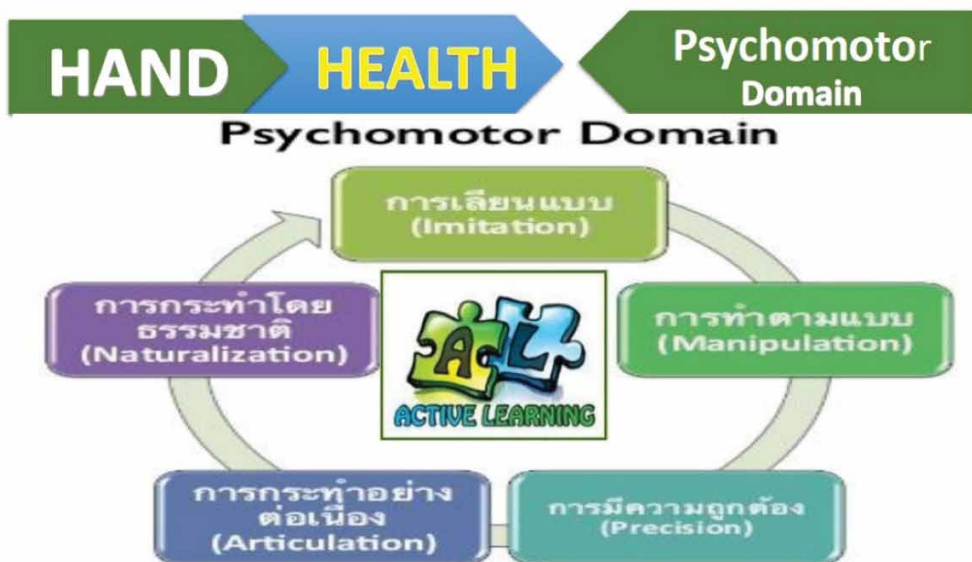 HAND
HEALTH
Psychomotor
Domain
Psychomotor Domain
การเลียนแบบ
(Imitation)
การทำตามแบบ
(Manipulation)
การมีความถูกต้อง
(Precision)
การกระทำอย่าง
ต่อเนื่อง
(Articulation)
การกระทำโดย
ธรรมชาติ
(Naturalization)
AL
ACTIVE LEARNING